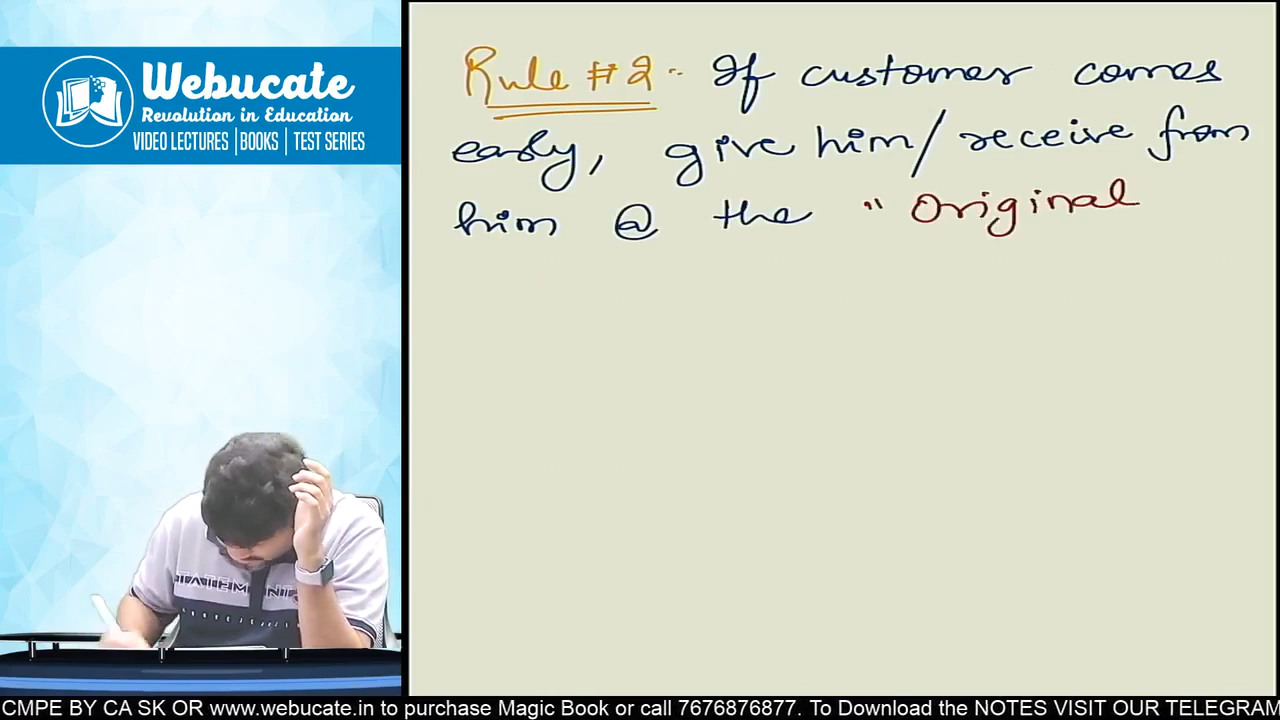 Webucate
Revolution in Education
VIDEO LECTURES | BOOKS | TEST SERIES
Rule #2:- If customer comes
early, give him/receive from
him @ the "Original
CMPE BY CA SK OR www.webucate.in to purchase Magic Book or call 7676876877. To Download the NOTES VISIT OUR TELEGRAM